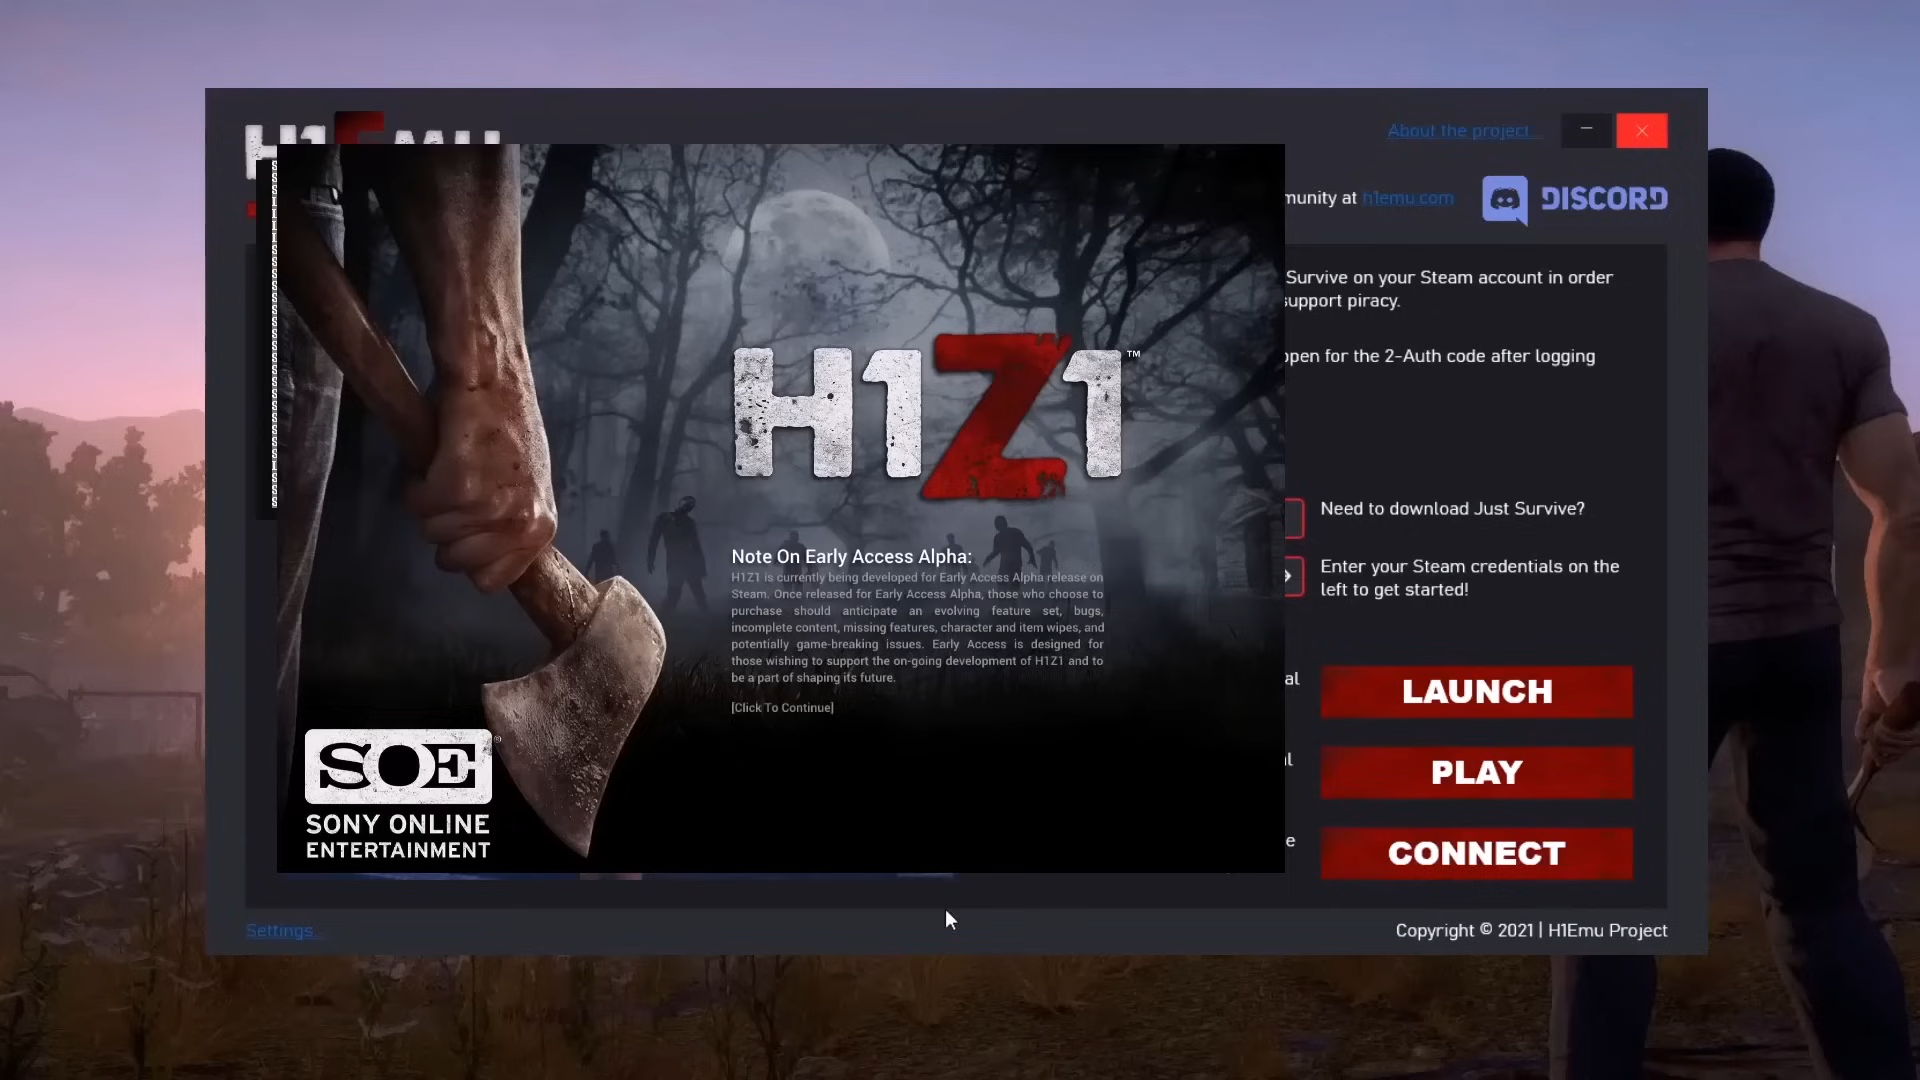 About the project...
munity at h1emu.com
DISCORD
Survive on your Steam account in order
support piracy.
open for the 2-Auth code after logging
H1Z1™
Need to download Just Survive?
Note On Early Access Alpha:
H1Z1 is currently being developed for Early Access Alpha release on
Steam. Once released for Early Access Alpha, those who choose to
purchase should anticipate an evolving feature set, bugs,
incomplete content, missing features, character and item wipes, and
potentially game-breaking issues. Early Access is designed for
those wishing to support the on-going development of H1Z1 and to
be a part of shaping its future.
[Click To Continue]
Enter your Steam credentials on the
left to get started!
al
LAUNCH
PLAY
e
CONNECT
SOE®
SONY ONLINE
ENTERTAINMENT
Settings...
Copyright © 2021 | H1Emu Project